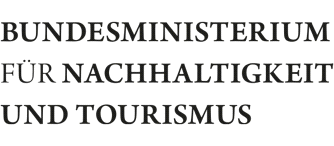 BUNDESMINISTERIUM
FÜR NACHHALTIGKEIT
UND TOURISMUS